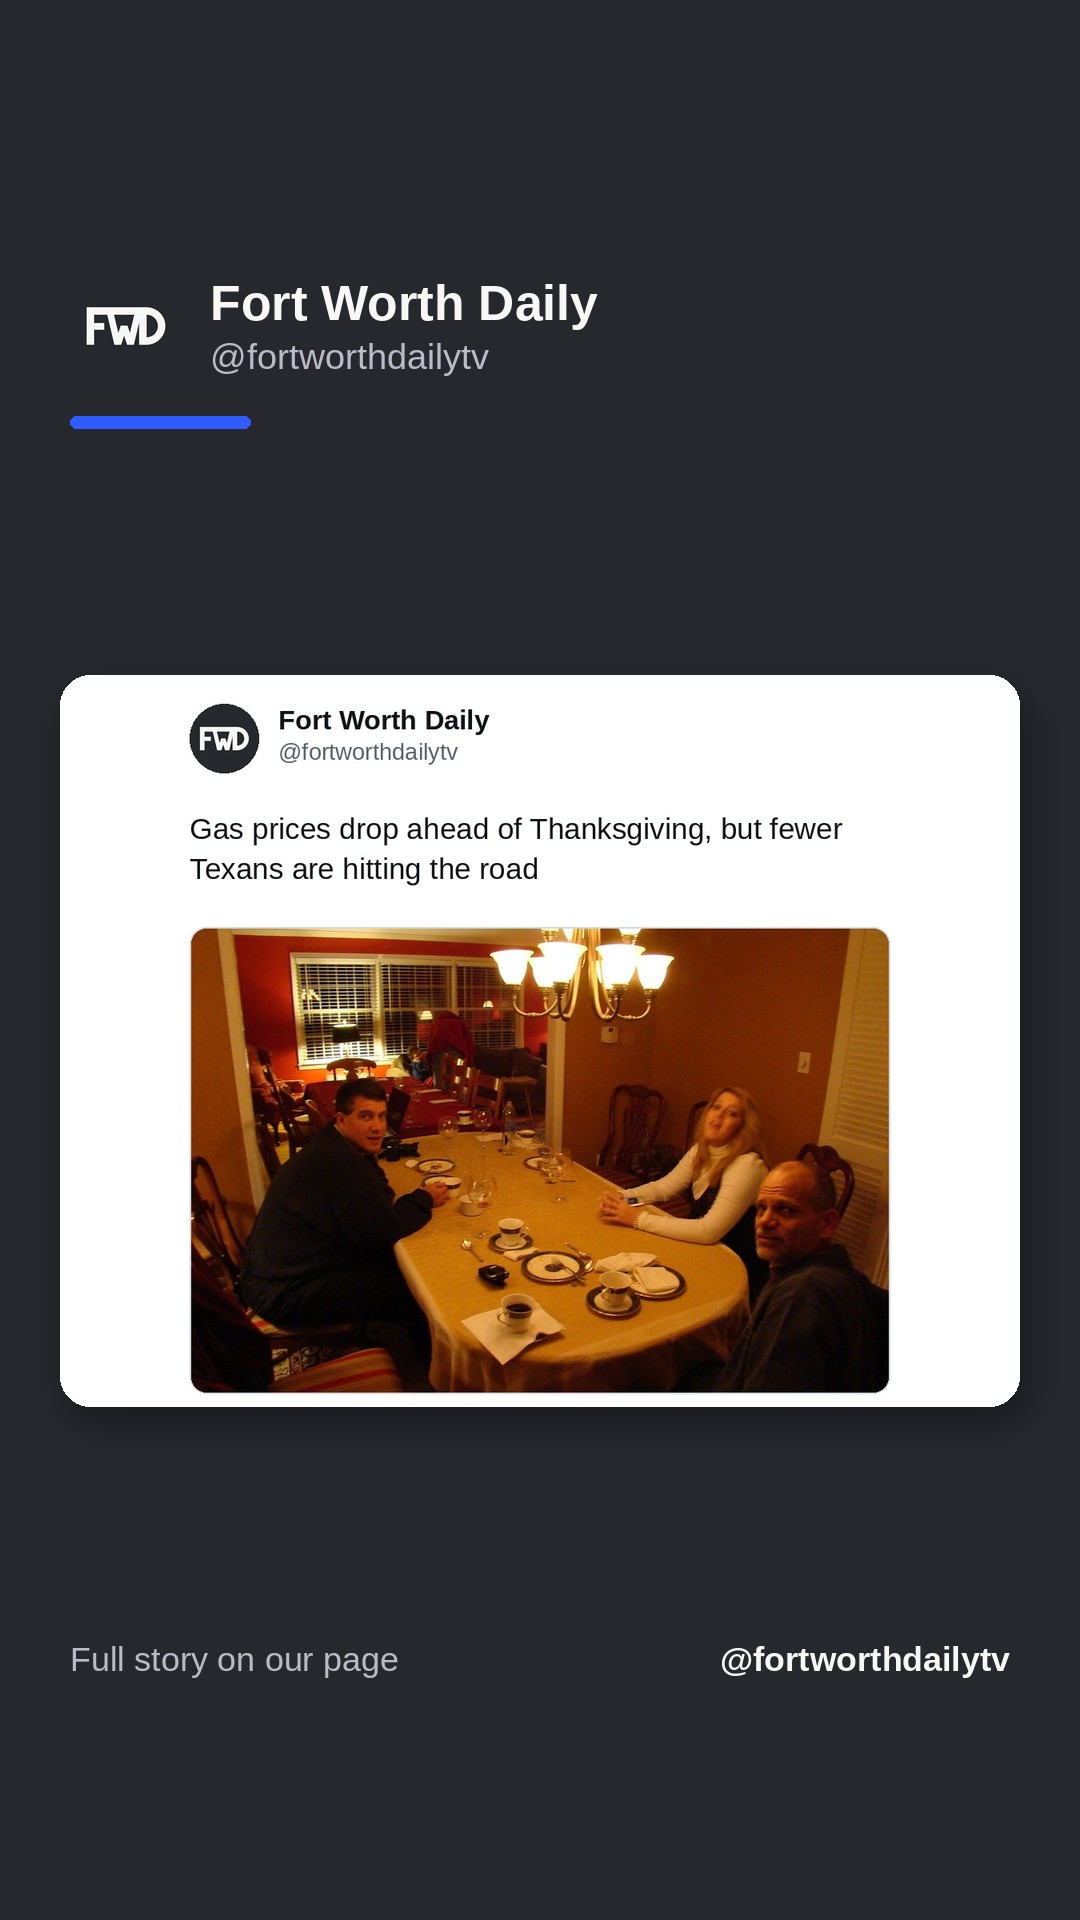 FWD
Fort Worth Daily
@fortworthdailytv
FWD
Fort Worth Daily
@fortworthdailytv
Gas prices drop ahead of Thanksgiving, but fewer
Texans are hitting the road
Full story on our page
@fortworthdailytv